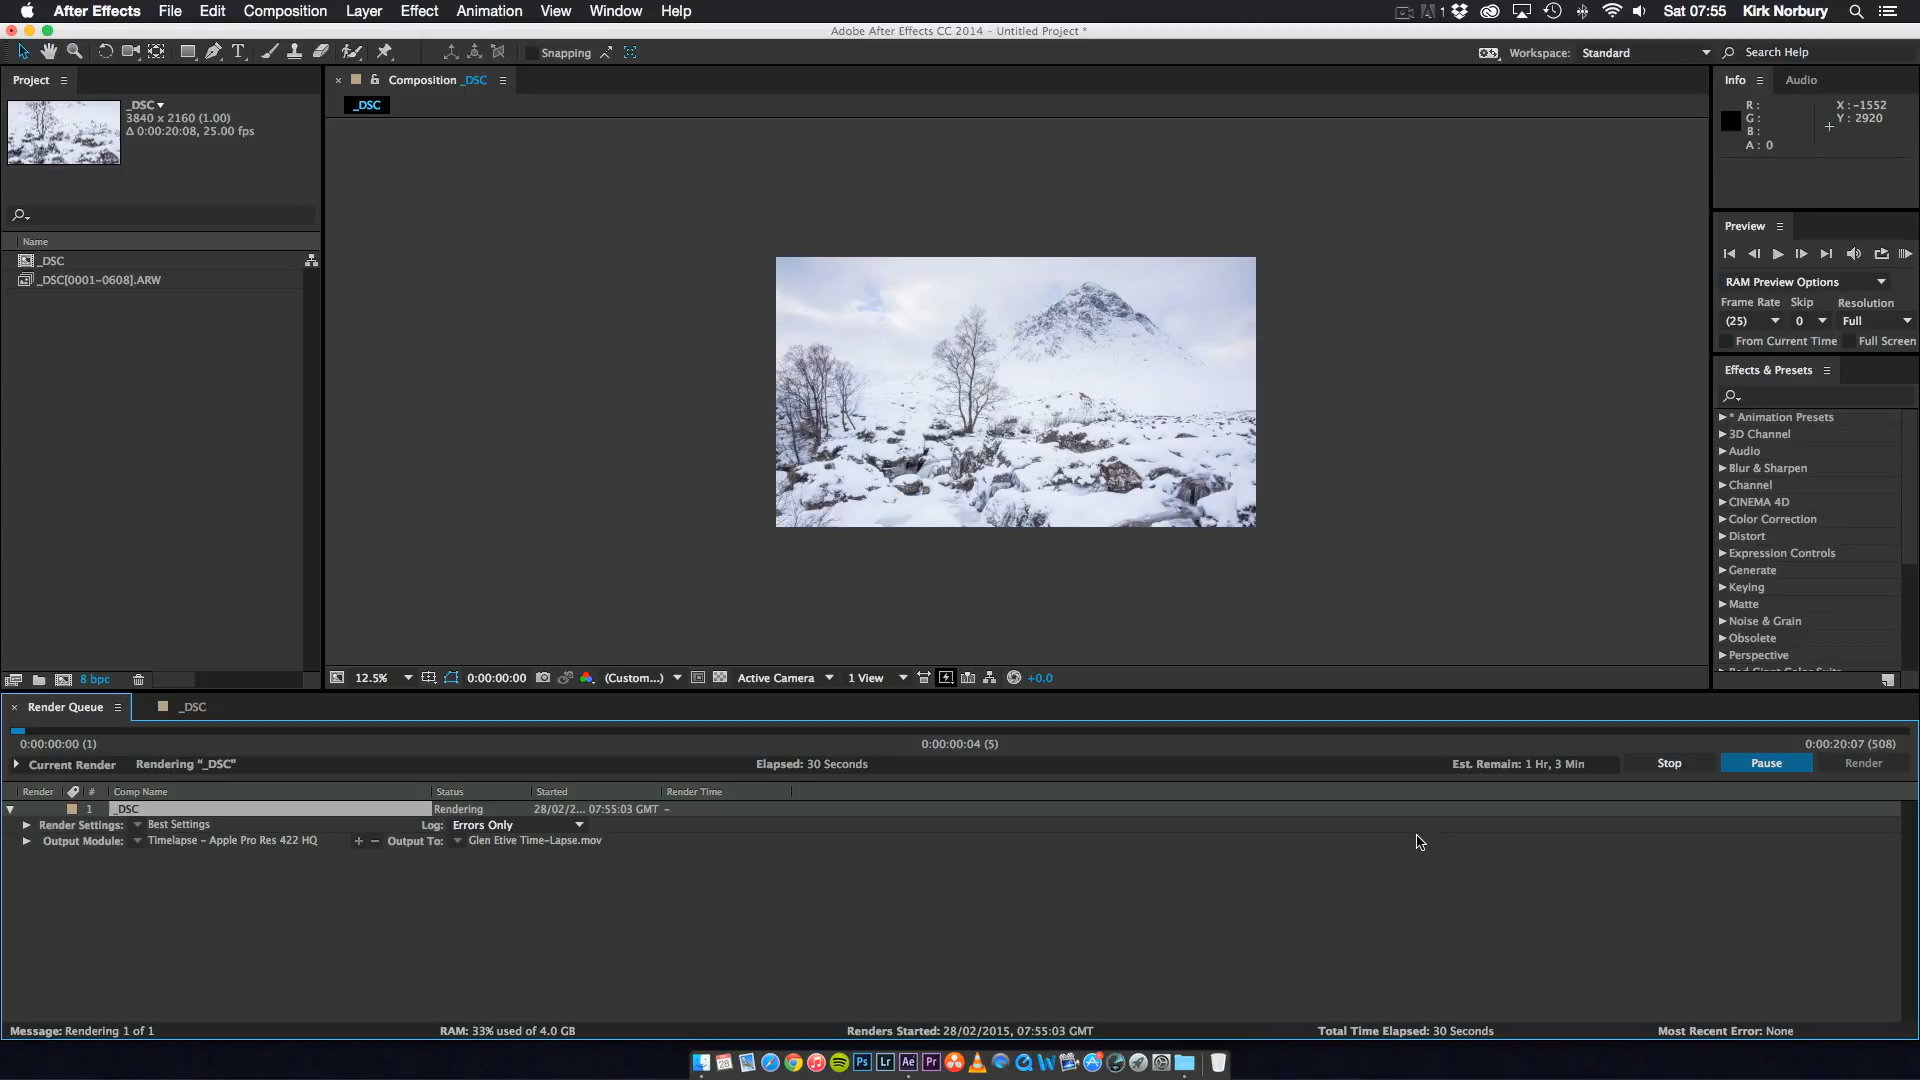 After Effects File Edit Composition Layer Effect Animation View Window Help
1 Sat 07:55 Kirk Norbury
Adobe After Effects CC 2014 - Untitled Project *
T Snapping Workspace: Standard Search Help
Project
_DSC
3840 x 2160 (1.00)
Δ 0:00:20:08, 25.00 fps
Name
_DSC
_DSC[0001-0608].ARW
8 bpc
Composition _DSC
_DSC
12.5% 0:00:00:00 (Custom...) Active Camera 1 View +0.0
Info Audio
R :
G :
B :
A : 0
X : -1552
Y : 2920
Preview
RAM Preview Options
Frame Rate Skip Resolution
(25) 0 Full
From Current Time Full Screen
Effects & Presets
* Animation Presets
3D Channel
Audio
Blur & Sharpen
Channel
CINEMA 4D
Color Correction
Distort
Expression Controls
Generate
Keying
Matte
Noise & Grain
Obsolete
Perspective
Render Queue _DSC
0:00:00:00 (1) 0:00:00:04 (5) 0:00:20:07 (508)
Current Render Rendering “_DSC” Elapsed: 30 Seconds Est. Remain: 1 Hr, 3 Min Stop Pause Render
Render # Comp Name Status Started Render Time
1 _DSC Rendering 28/02/2... 07:55:03 GMT -
Render Settings: Best Settings Log: Errors Only
Output Module: Timelapse - Apple Pro Res 422 HQ + - Output To: Glen Etive Time-Lapse.mov
Message: Rendering 1 of 1 RAM: 33% used of 4.0 GB Renders Started: 28/02/2015, 07:55:03 GMT Total Time Elapsed: 30 Seconds Most Recent Error: None
28 Ps Lr Ae Pr W